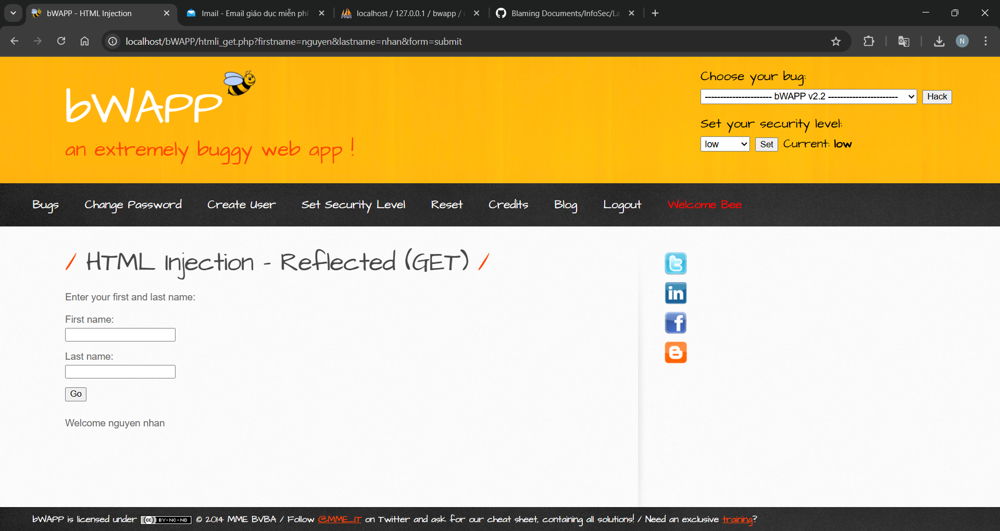 bWAPP - HTML Injection
Imail - Email giáo dục miễn phí
localhost / 127.0.0.1 / bwapp /
Blaming Documents/InfoSec/La
localhost/bWAPP/htmli_get.php?firstname=nguyen&lastname=nhan&form=submit
N
bWAPP
an extremely buggy web app !
Choose your bug:
---------------------- bWAPP v2.2 -----------------------
Hack
Set your security level:
low
Set
Current: low
Bugs
Change Password
Create User
Set Security Level
Reset
Credits
Blog
Logout
Welcome Bee
/ HTML Injection - Reflected (GET) /
Enter your first and last name:
First name:
Last name:
Go
Welcome nguyen nhan
bWAPP is licensed under (cc) BY-NC-ND © 2014 MME BVBA / Follow @MME_IT on Twitter and ask for our cheat sheet, containing all solutions! / Need an exclusive training?